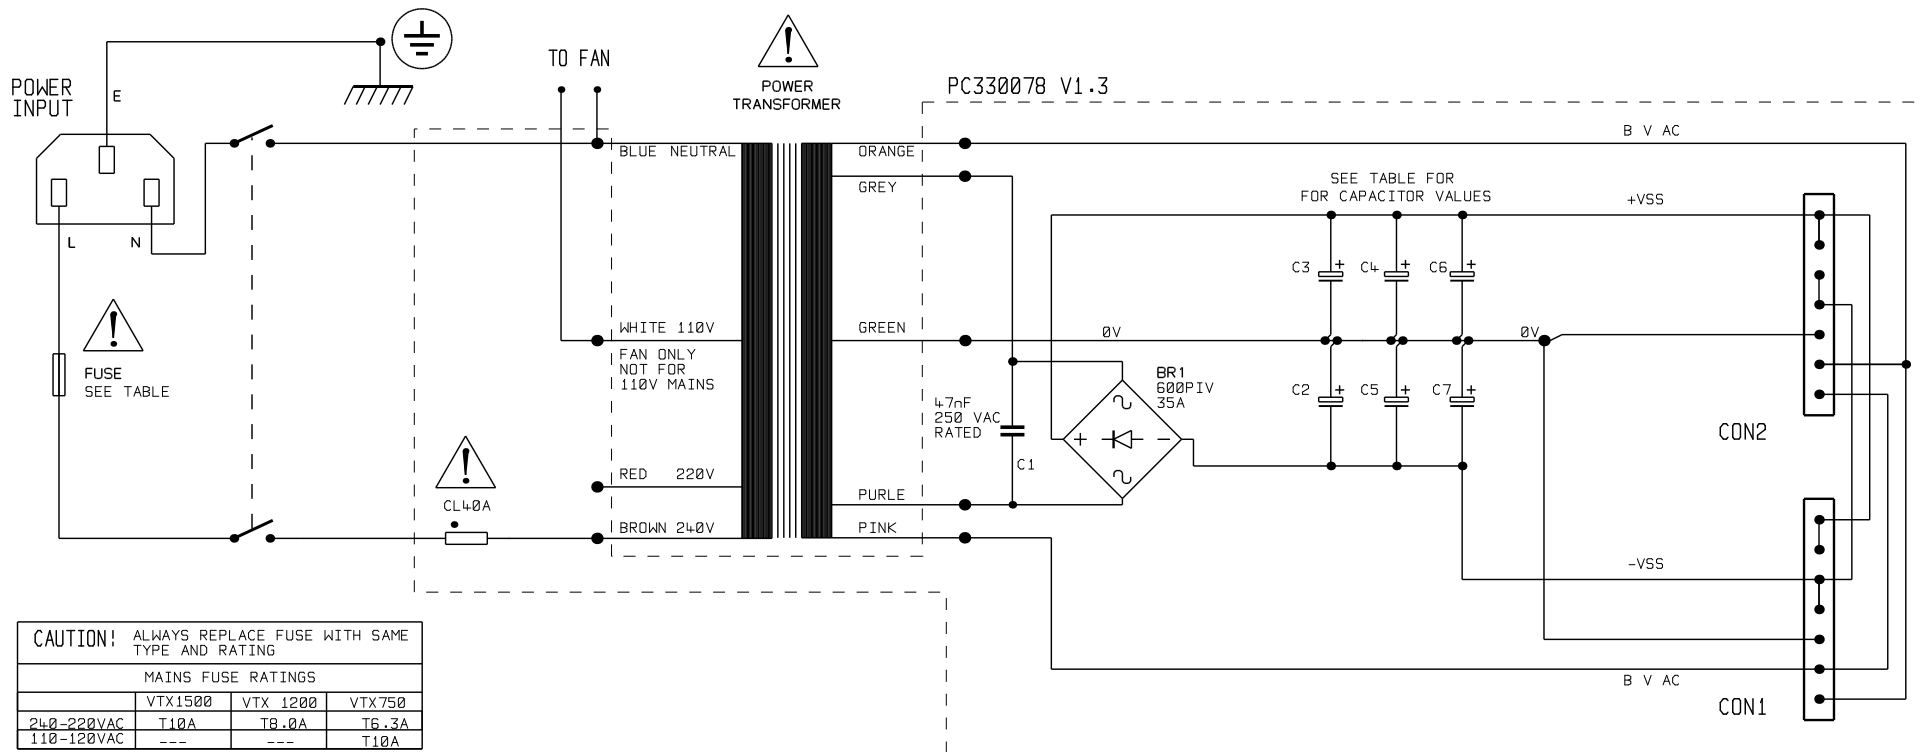 POWER
INPUT
E
L
N
FUSE
SEE TABLE
CL40A
TO FAN
POWER
TRANSFORMER
BLUE NEUTRAL
WHITE 110V
FAN ONLY
NOT FOR
110V MAINS
RED 220V
BROWN 240V
ORANGE
GREY
GREEN
PURLE
PINK
PC330078 V1.3
B V AC
SEE TABLE FOR
FOR CAPACITOR VALUES
+VSS
C3 +
C4 +
C6 +
0V
0V
BR1
600PIV
35A
47nF
250 VAC
RATED
C1
+ -
C2 +
C5 +
C7 +
CON2
-VSS
B V AC
CON1
CAUTION! ALWAYS REPLACE FUSE WITH SAME
TYPE AND RATING
MAINS FUSE RATINGS
VTX1500 VTX 1200 VTX750
240-220VAC T10A T8.0A T6.3A
110-120VAC --- --- T10A